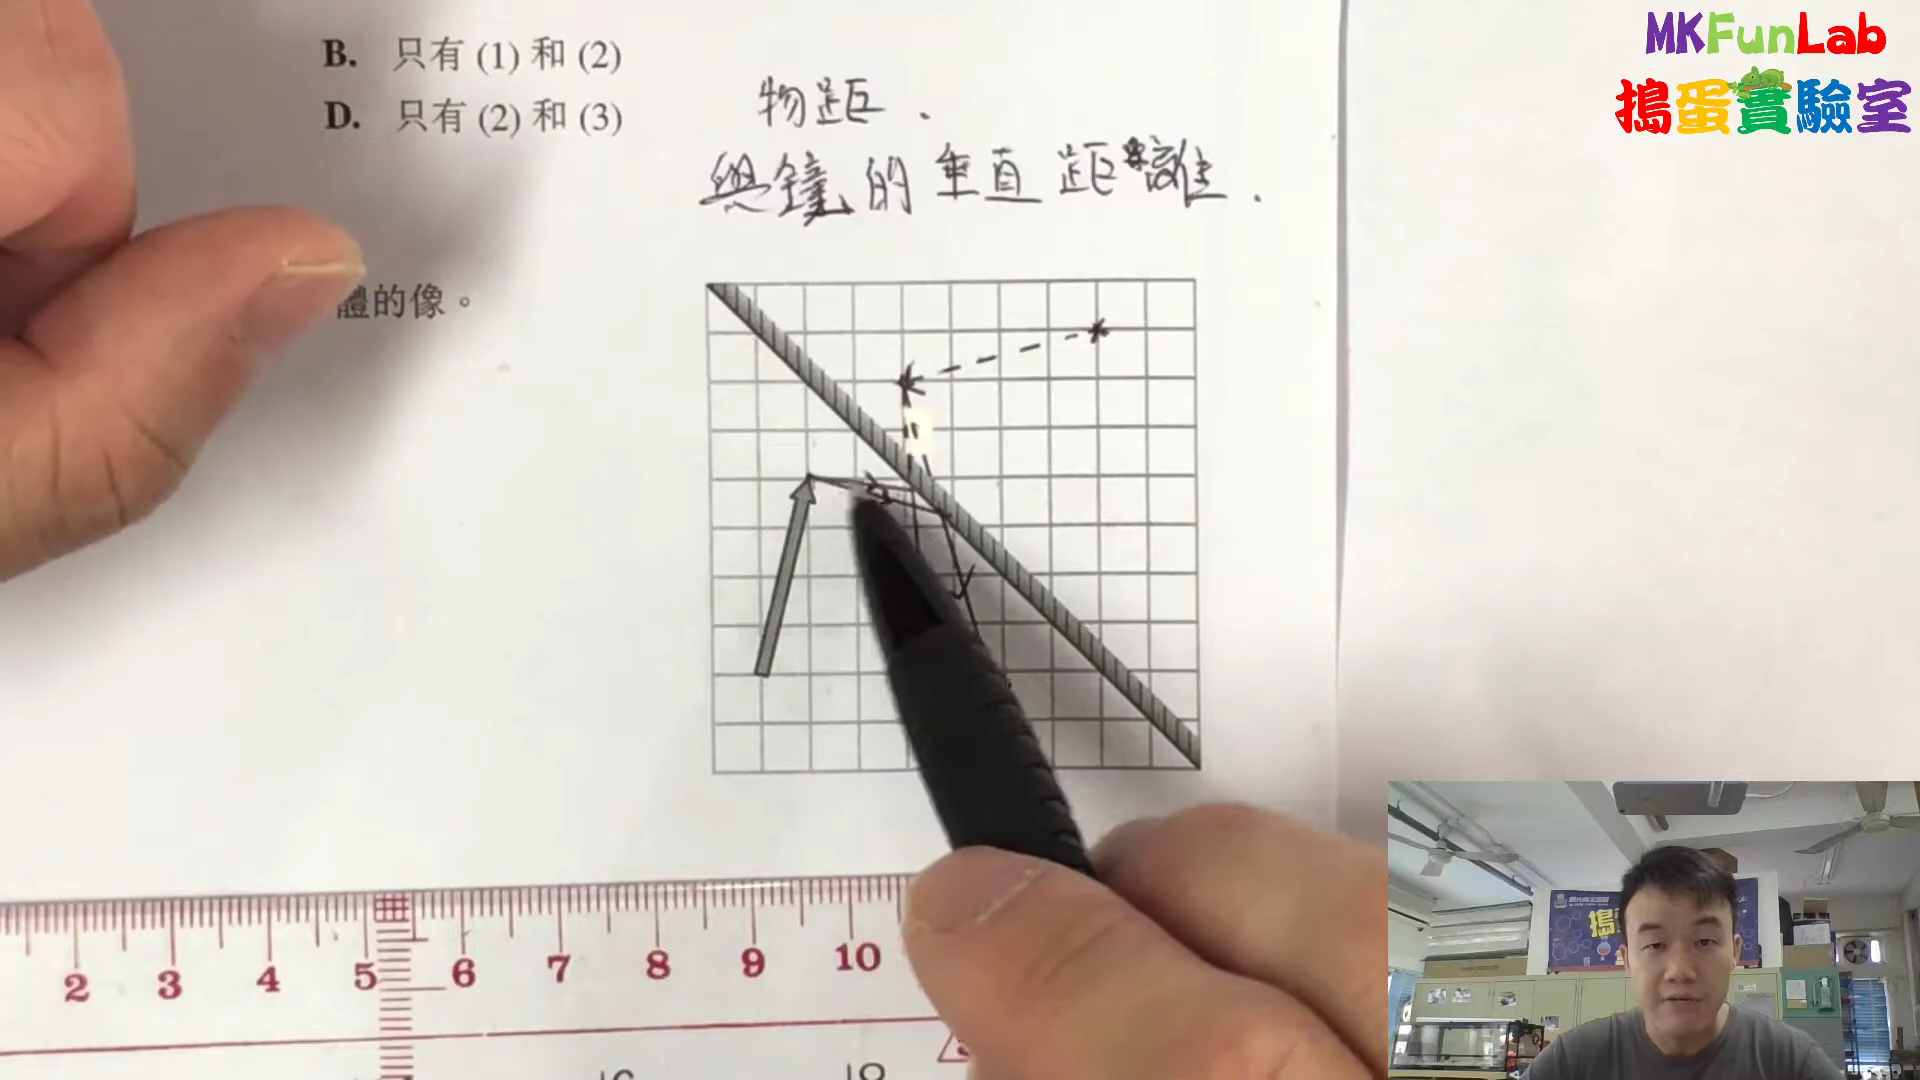 MKFunLab
搗蛋實驗室
B. 只有 (1) 和 (2)
D. 只有 (2) 和 (3)
物距.
與鏡的垂直距離.
體的像。
2 3 4 5 6 7 8 9 10